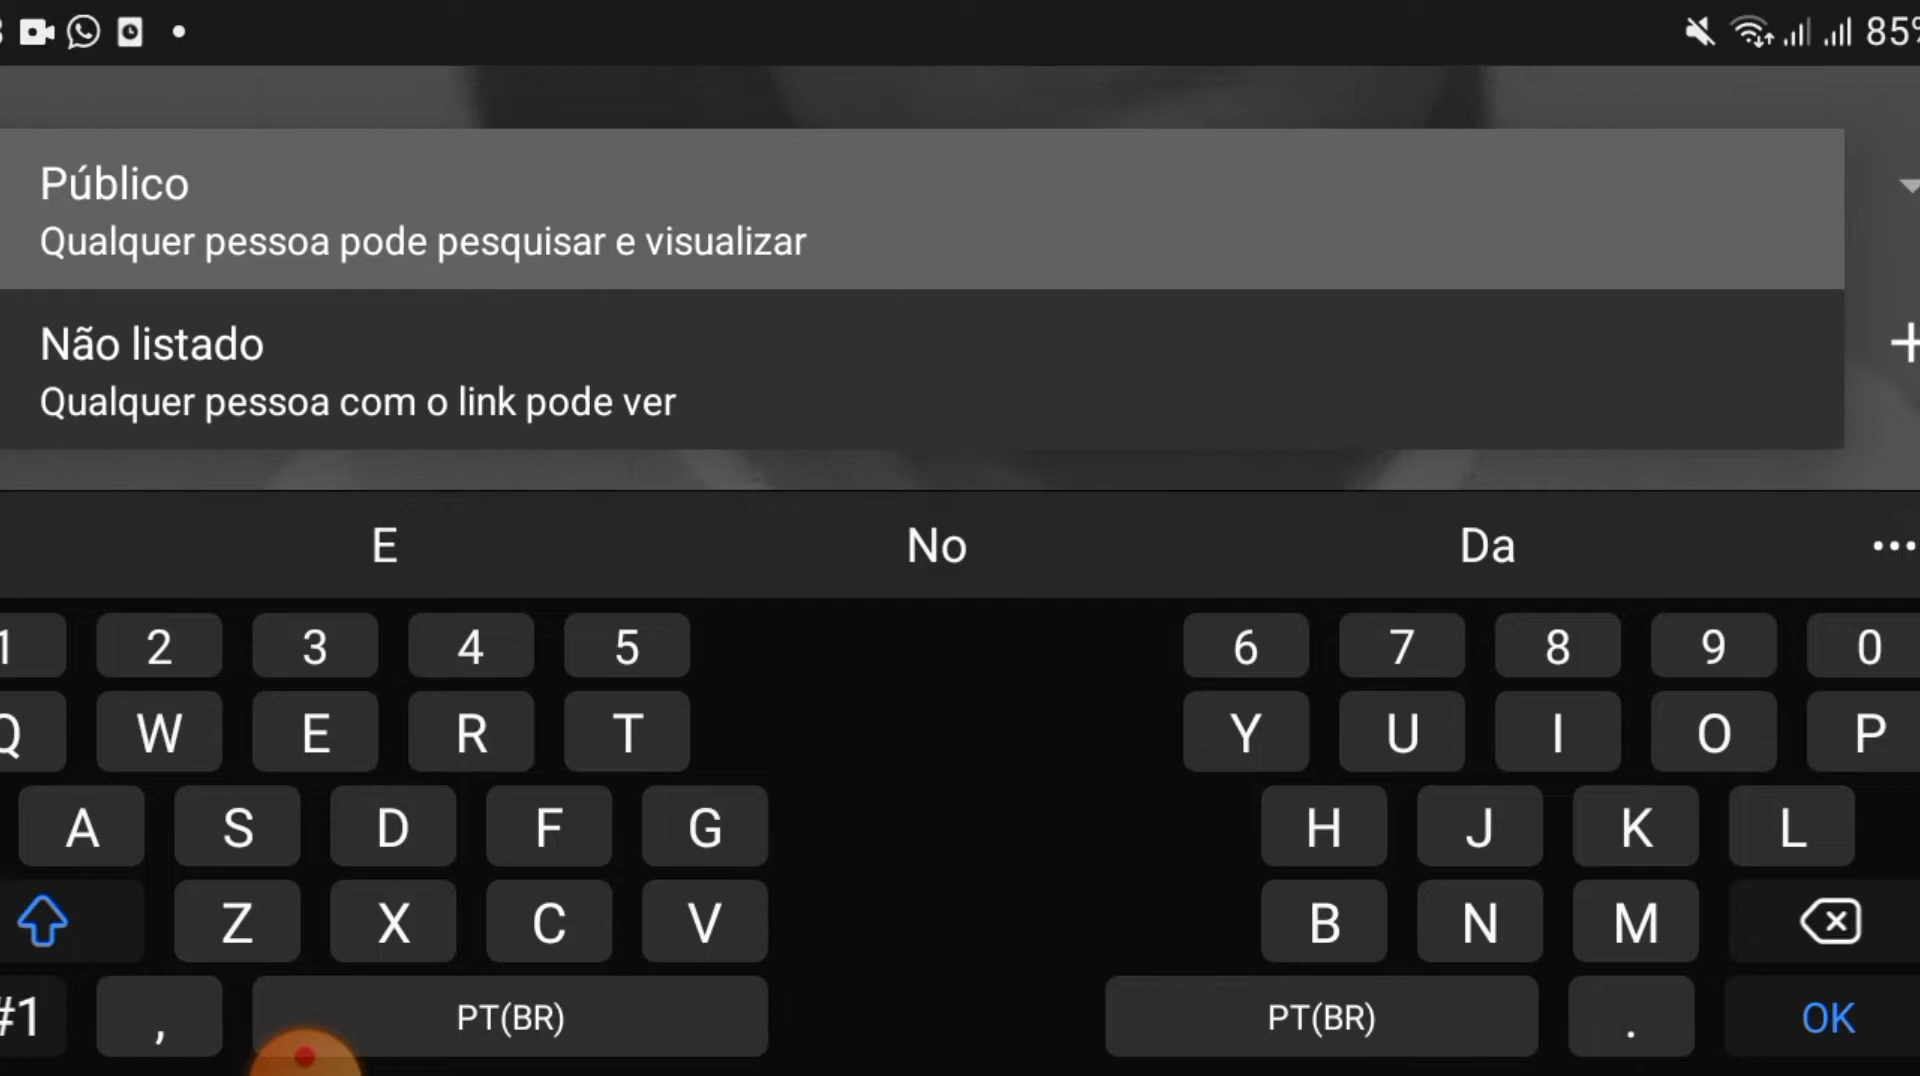 85%
Público
Qualquer pessoa pode pesquisar e visualizar
Não listado
Qualquer pessoa com o link pode ver
E No Da
1 2 3 4 5 6 7 8 9 0
Q W E R T Y U I O P
A S D F G H J K L
Z X C V B N M
#1 , PT(BR) PT(BR) . OK